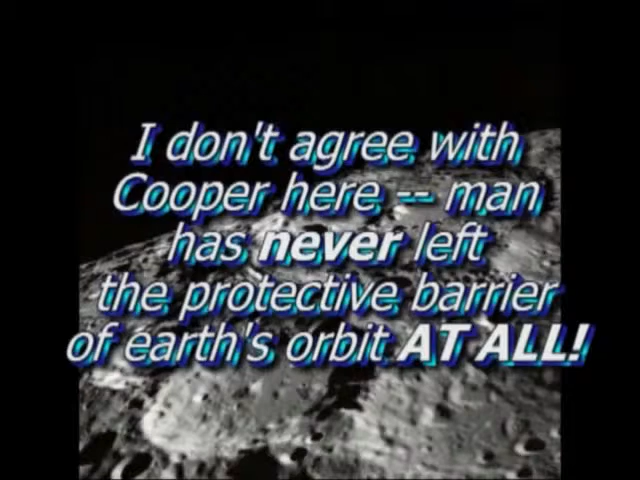 I don't agree with
Cooper here -- man
has never left
the protective barrier
of earth's orbit AT ALL!